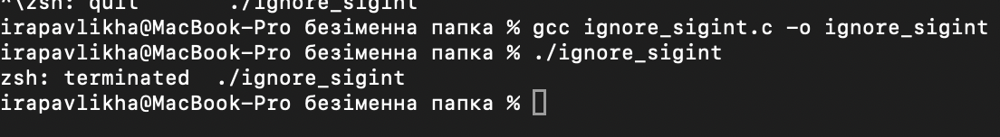 ^\zsh: quit       ./ignore_sigint
irapavlikha@MacBook-Pro безіменна папка % gcc ignore_sigint.c -o ignore_sigint
irapavlikha@MacBook-Pro безіменна папка % ./ignore_sigint
zsh: terminated  ./ignore_sigint
irapavlikha@MacBook-Pro безіменна папка %